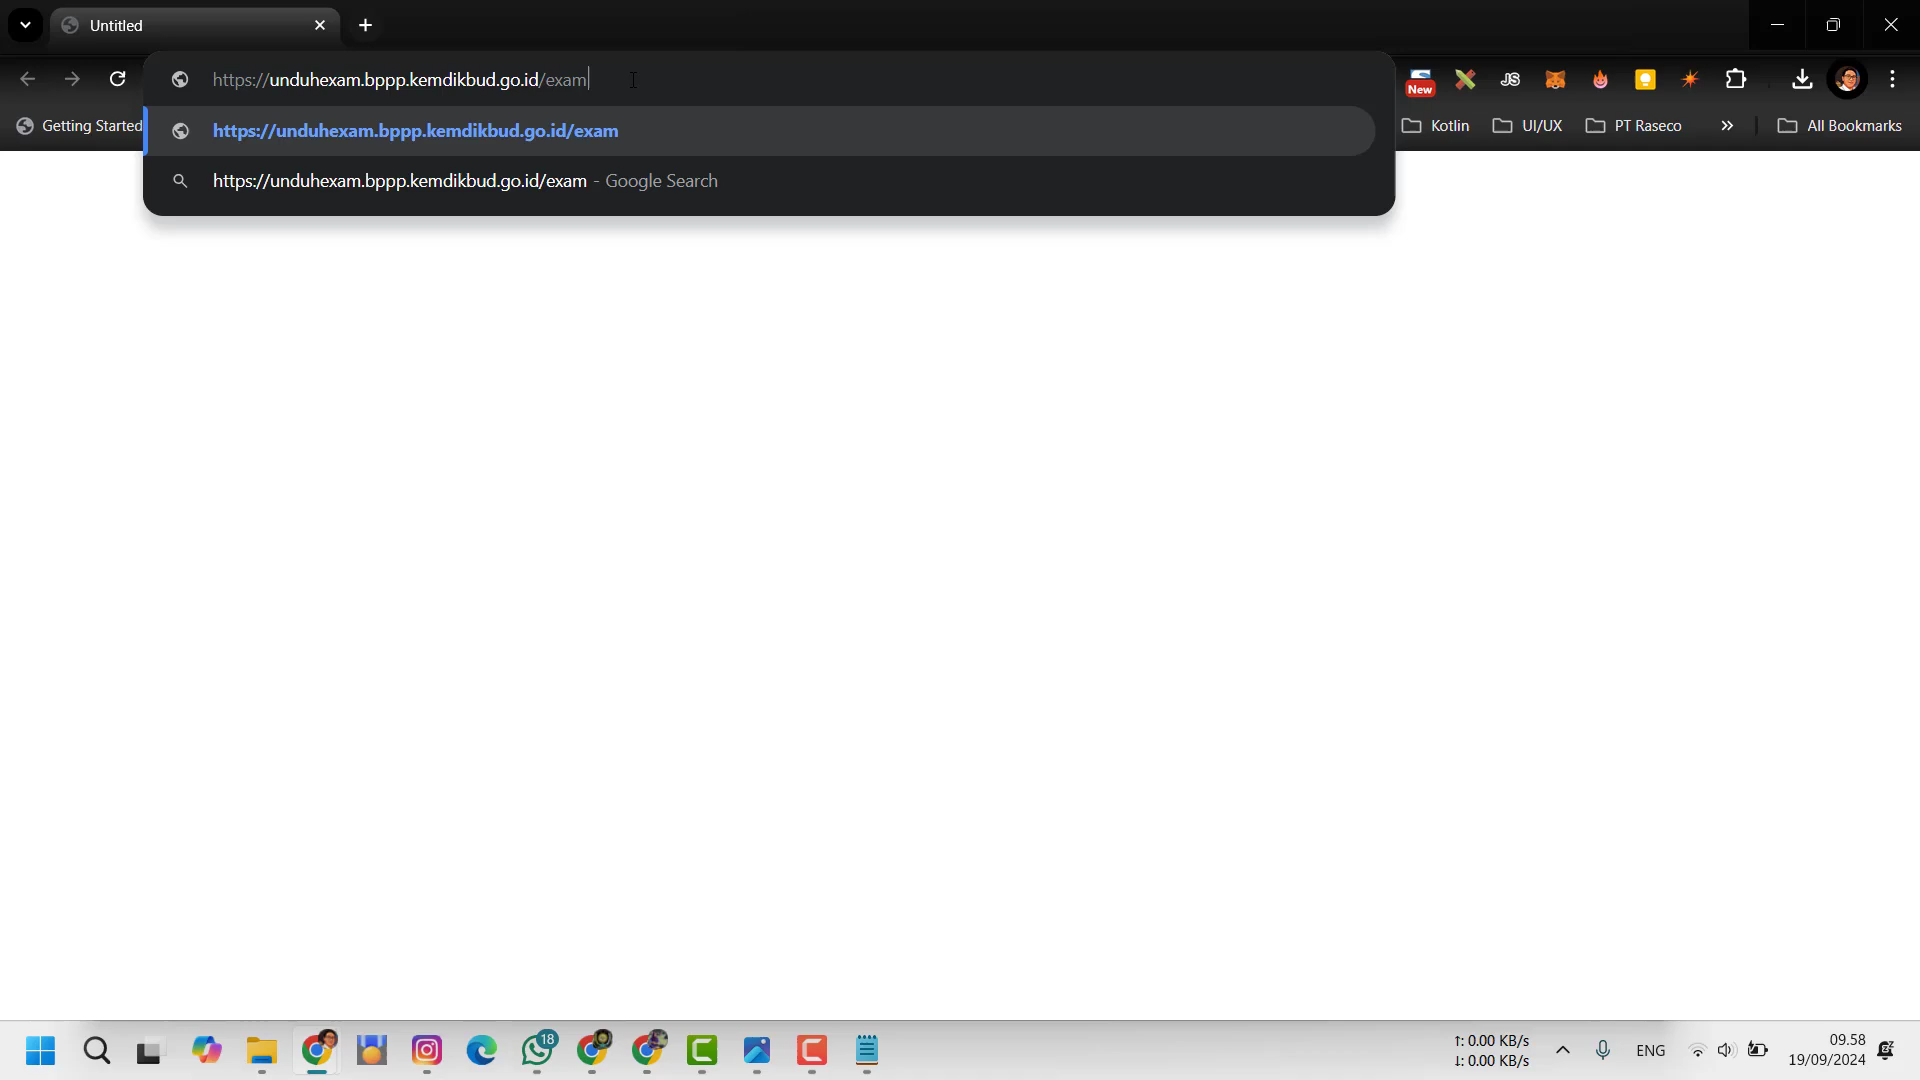 Untitled
https://unduhexam.bppp.kemdikbud.go.id/exam
New
JS
https://unduhexam.bppp.kemdikbud.go.id/exam
Getting Started
Kotlin
UI/UX
PT Raseco
All Bookmarks
https://unduhexam.bppp.kemdikbud.go.id/exam - Google Search
18
↑: 0.00 KB/s
↓: 0.00 KB/s
ENG
09.58
19/09/2024